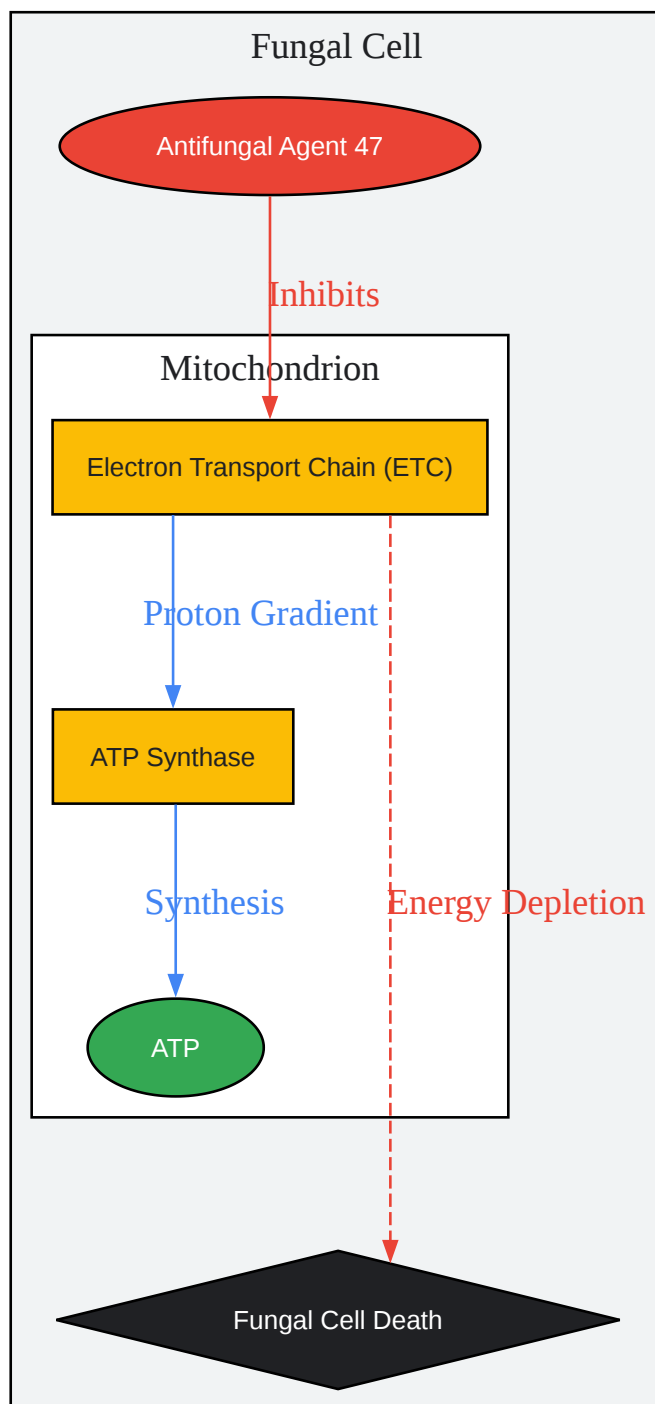 Fungal Cell
Antifungal Agent 47
Inhibits
Mitochondrion
Electron Transport Chain (ETC)
Proton Gradient
ATP Synthase
Synthesis
Energy Depletion
ATP
Fungal Cell Death